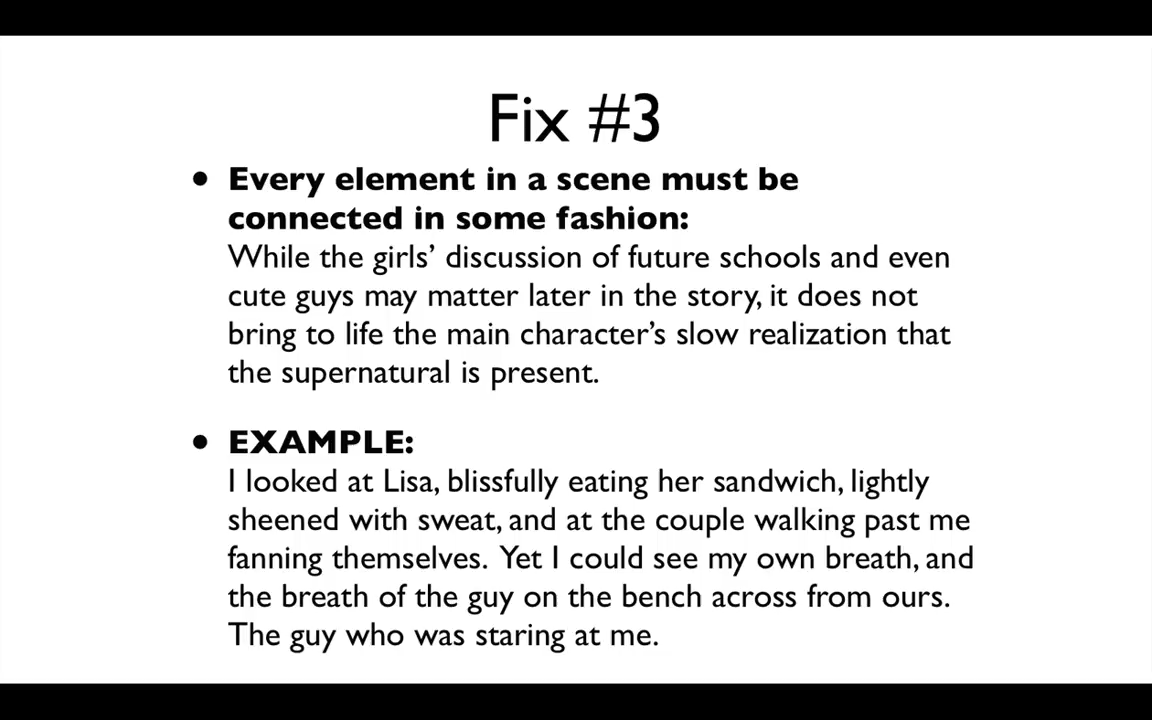 Fix #3
• Every element in a scene must be
connected in some fashion:
While the girls’ discussion of future schools and even
cute guys may matter later in the story, it does not
bring to life the main character’s slow realization that
the supernatural is present.
• EXAMPLE:
I looked at Lisa, blissfully eating her sandwich, lightly
sheened with sweat, and at the couple walking past me
fanning themselves.  Yet I could see my own breath, and
the breath of the guy on the bench across from ours.
The guy who was staring at me.